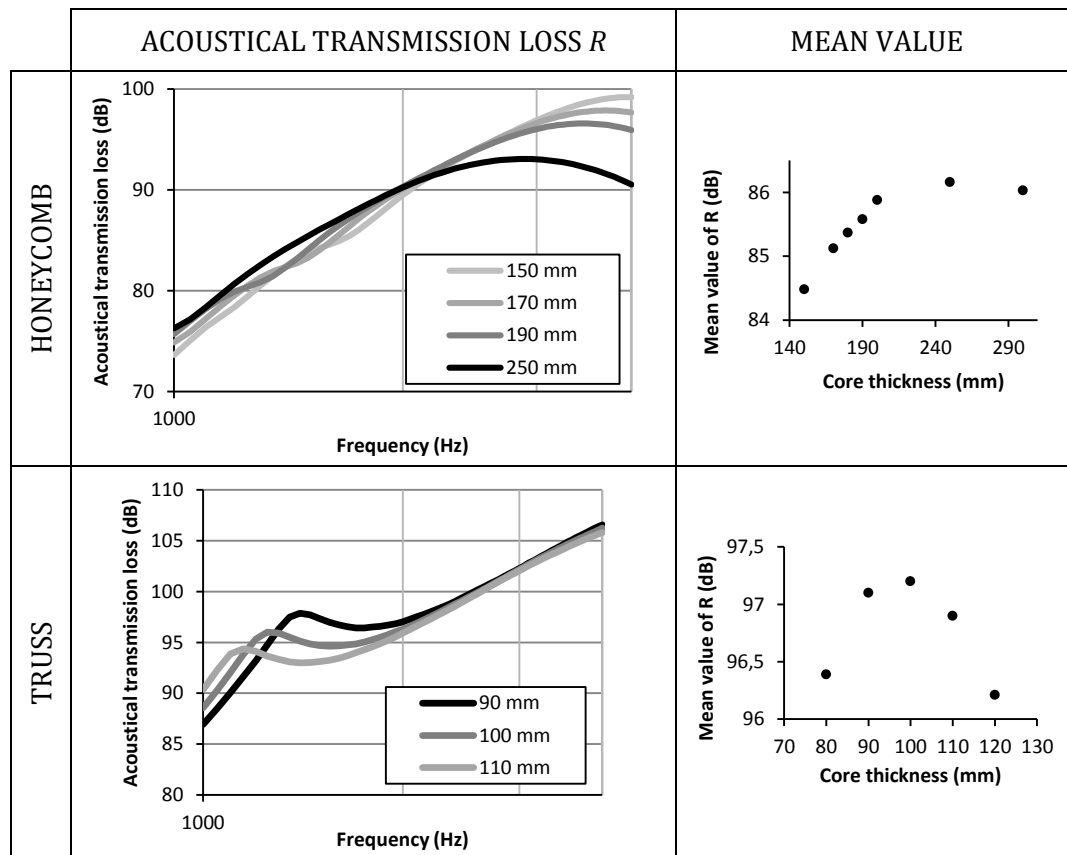 ACOUSTICAL TRANSMISSION LOSS R
MEAN VALUE
HONEYCOMB
Acoustical transmission loss (dB)
100
90
80
70
1000
Frequency (Hz)
150 mm
170 mm
190 mm
250 mm
Mean value of R (dB)
86
85
84
140 190 240 290
Core thickness (mm)
TRUSS
Acoustical transmission loss (dB)
110
105
100
95
90
85
80
1000
Frequency (Hz)
90 mm
100 mm
110 mm
Mean value of R (dB)
97,5
97
96,5
96
70 80 90 100 110 120 130
Core thickness (mm)